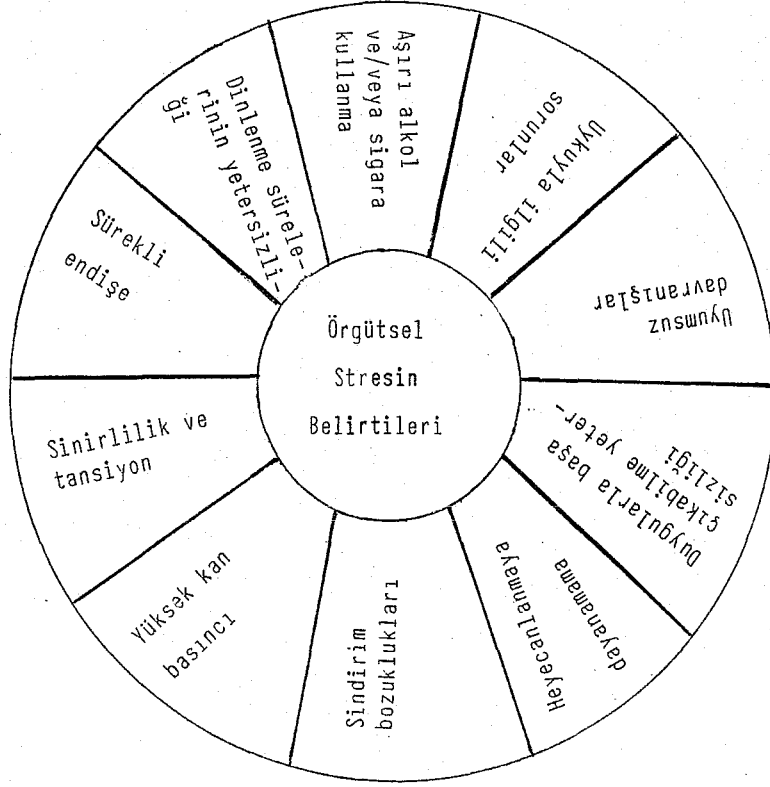 Örgütsel
Stresin
Belirtileri
Aşırı alkol
ve/veya sigara
kullanma
Uykuyla ilgili
sorunlar
Uyumsuz
davranışlar
Duygularla başa
çıkabilme yeter-
sizliği
Heyecanlanmaya
dayanamama
Sindirim
bozuklukları
Yüksek kan
basıncı
Sinirlilik ve
tansiyon
Sürekli
endişe
Dinlenme sürele-
rinin yetersizli-
ği